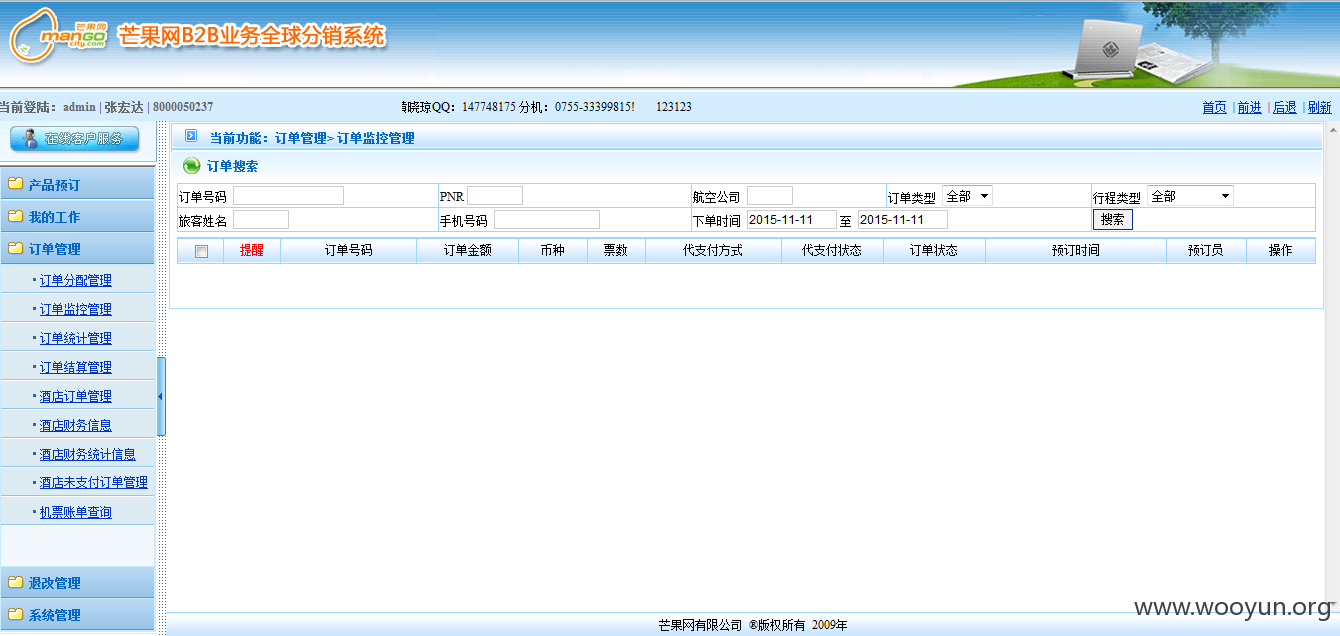 芒果网
mango
city.com
芒果网B2B业务全球分销系统
当前登陆：admin | 张宏达 | 8000050237
晓琼QQ：147748175 分机：0755-33399815! 123123
首页 | 前进 | 后退 | 刷新
在线客户服务
产品预订
我的工作
订单管理
·订单分配管理
·订单监控管理
·订单统计管理
·订单结算管理
·酒店订单管理
·酒店财务信息
·酒店财务统计信息
·酒店未支付订单管理
·机票账单查询
退改管理
系统管理
当前功能：订单管理> 订单监控管理
订单搜索
订单号码 PNR 航空公司 订单类型 全部 行程类型 全部
旅客姓名 手机号码 下单时间 2015-11-11 至 2015-11-11 搜索
提醒 订单号码 订单金额 币种 票数 代支付方式 代支付状态 订单状态 预订时间 预订员 操作
www.wooyun.org
芒果网有限公司 ®版权所有 2009年